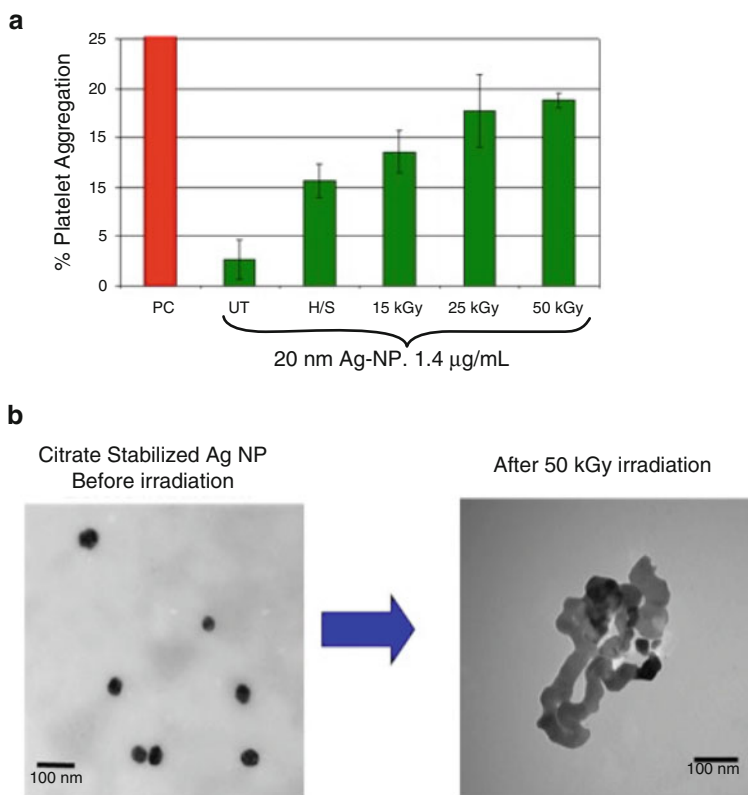 a
% Platelet Aggregation
25
20
15
15
5
0
PC UT H/S 15 kGy 25 kGy 50 kGy
20 nm Ag-NP. 1.4 μg/mL
b
Citrate Stabilized Ag NP
Before irradiation
After 50 kGy irradiation
100 nm
100 nm